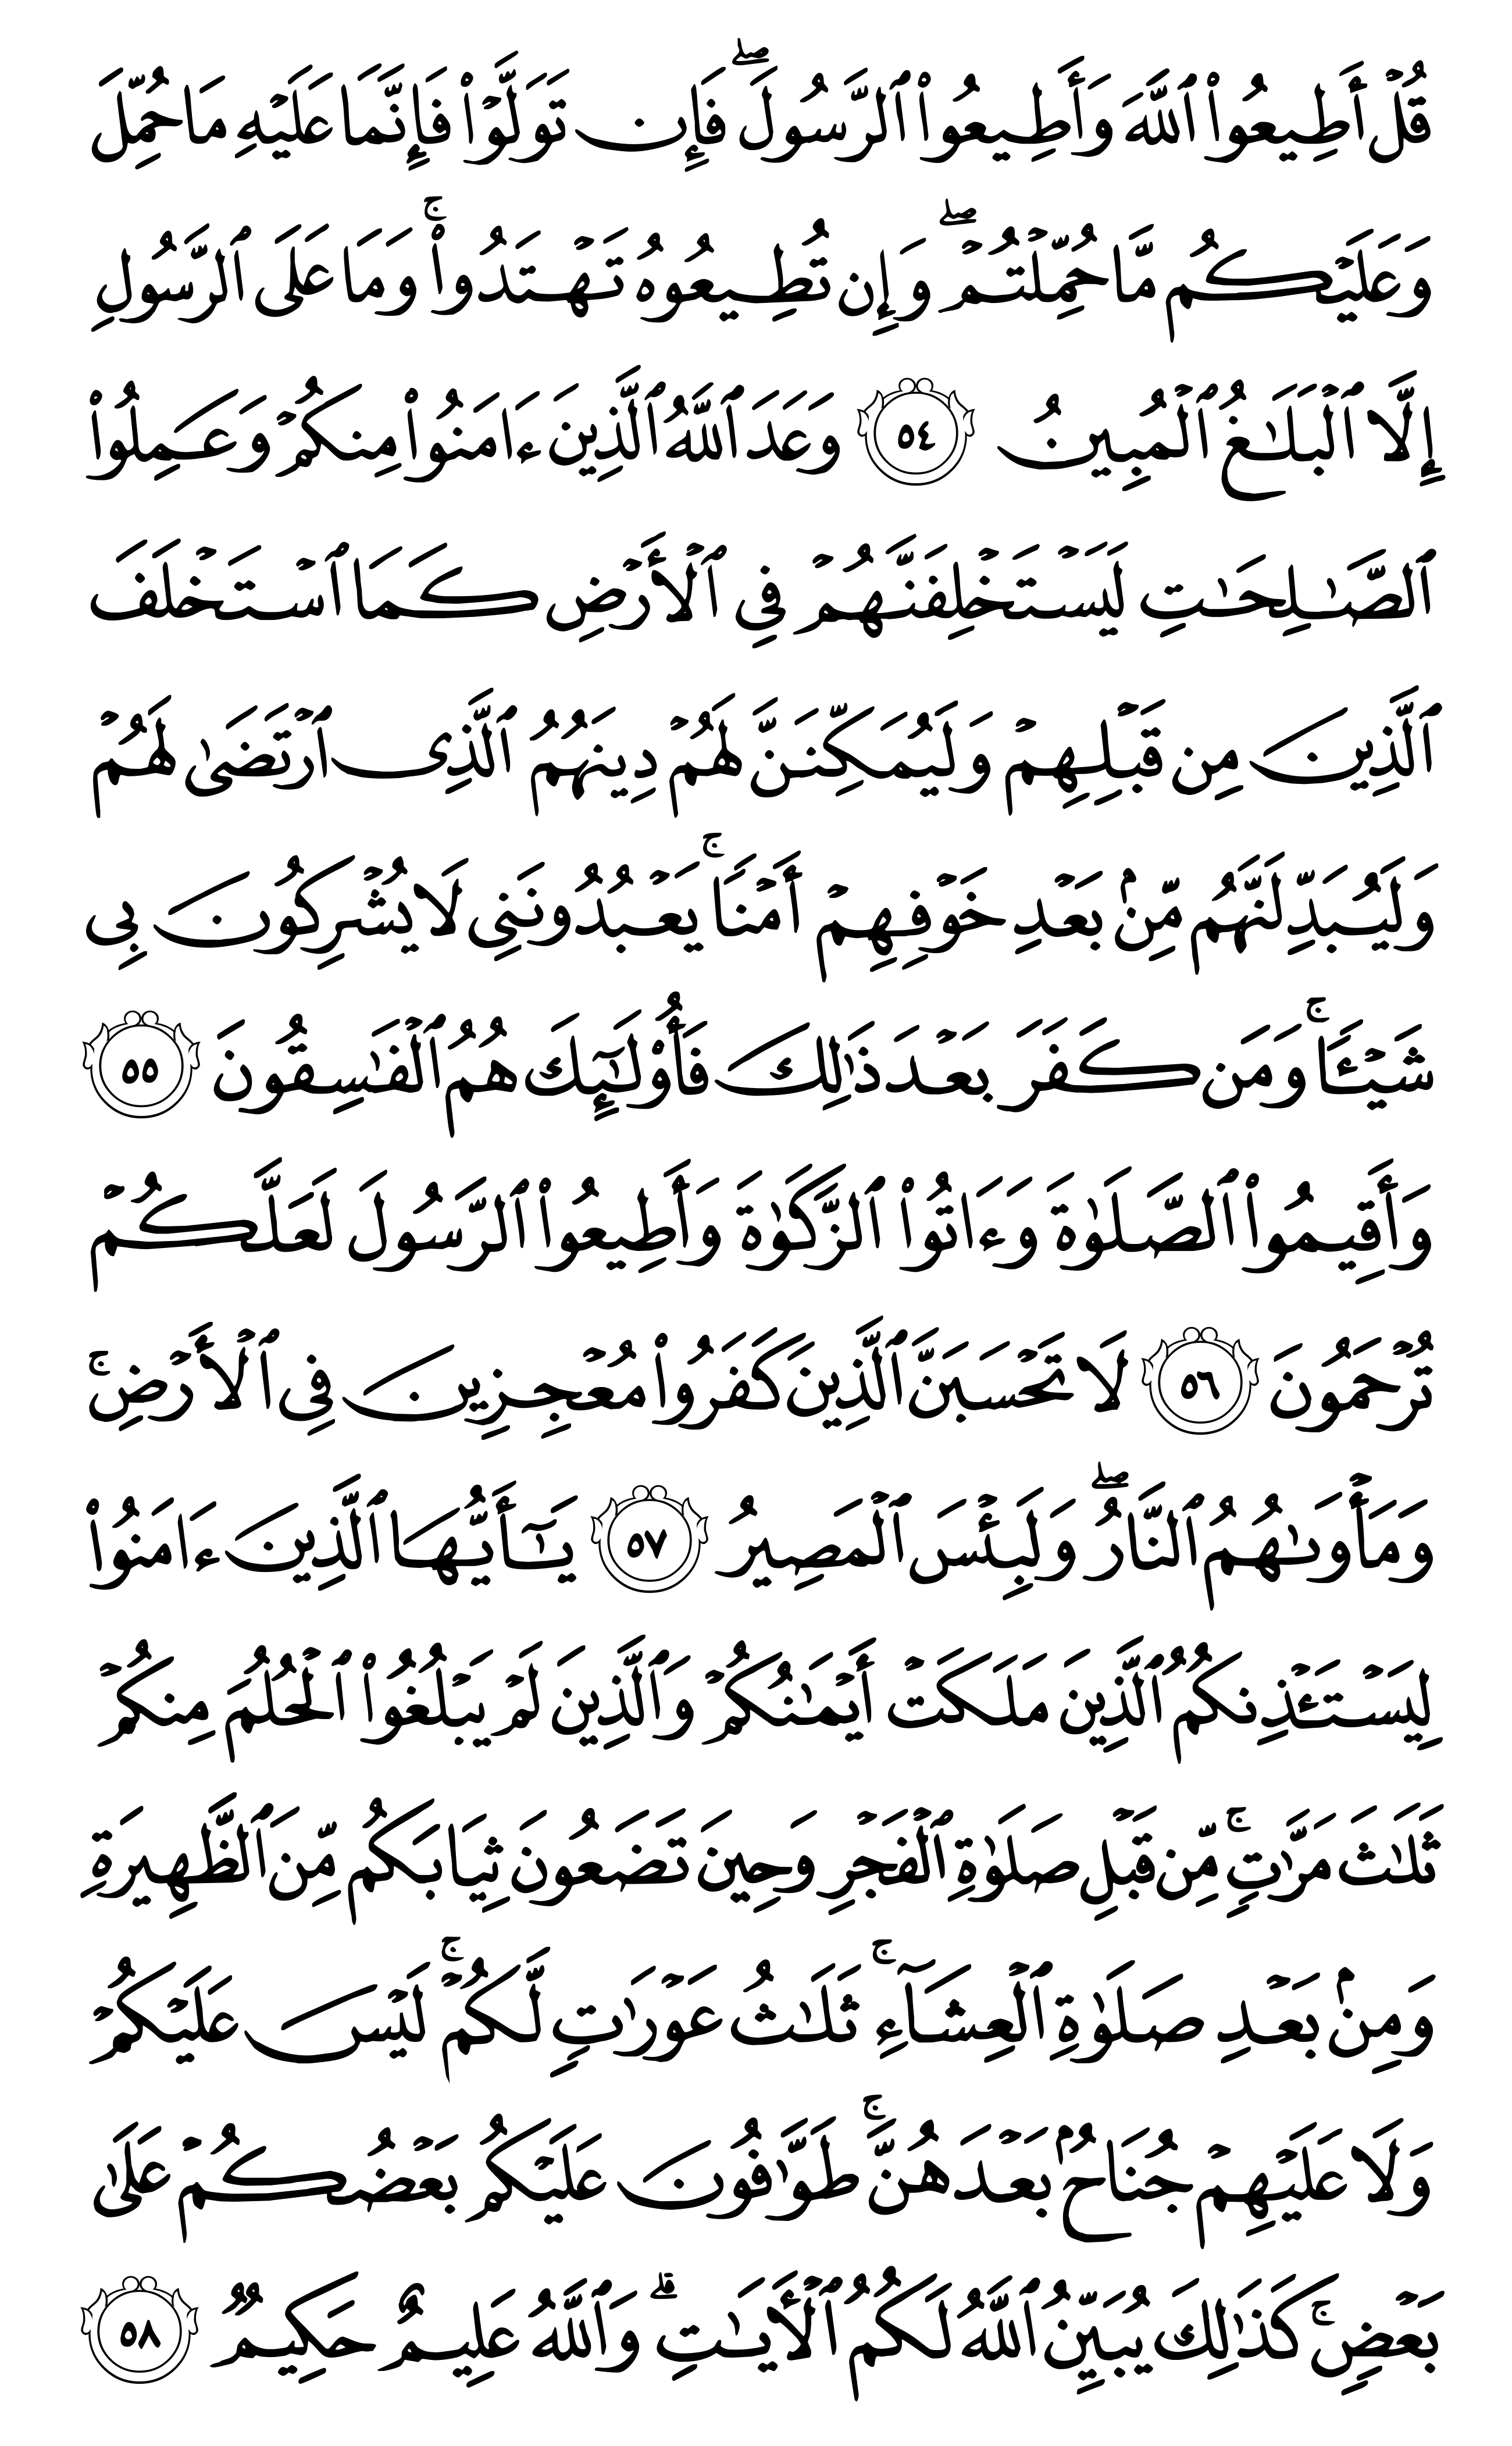 قُلْ أَطِيعُوا۟ ٱللَّهَ وَأَطِيعُوا۟ ٱلرَّسُولَ ۖ فَإِن تَوَلَّوْا۟ فَإِنَّمَا عَلَيْهِ مَا حُمِّلَ
وَعَلَيْكُم مَّا حُمِّلْتُمْ ۖ وَإِن تُطِيعُوهُ تَهْتَدُوا۟ ۚ وَمَا عَلَى ٱلرَّسُولِ
إِلَّا ٱلْبَلَـٰغُ ٱلْمُبِينُ ٥٤ وَعَدَ ٱللَّهُ ٱلَّذِينَ ءَامَنُوا۟ مِنكُمْ وَعَمِلُوا۟
ٱلصَّـٰلِحَـٰتِ لَيَسْتَخْلِفَنَّهُمْ فِى ٱلْأَرْضِ كَمَا ٱسْتَخْلَفَ
ٱلَّذِينَ مِن قَبْلِهِمْ وَلَيُمَكِّنَنَّ لَهُمْ دِينَهُمُ ٱلَّذِى ٱرْتَضَىٰ لَهُمْ
وَلَيُبَدِّلَنَّهُم مِّنۢ بَعْدِ خَوْفِهِمْ أَمْنًا ۚ يَعْبُدُونَنِى لَا يُشْرِكُونَ بِى
شَيْـًٔا ۚ وَمَن كَفَرَ بَعْدَ ذَٰلِكَ فَأُو۟لَـٰٓئِكَ هُمُ ٱلْفَـٰسِقُونَ ٥٥
وَأَقِيمُوا۟ ٱلصَّلَوٰةَ وَءَاتُوا۟ ٱلزَّكَوٰةَ وَأَطِيعُوا۟ ٱلرَّسُولَ لَعَلَّكُمْ
تُرْحَمُونَ ٥٦ لَا تَحْسَبَنَّ ٱلَّذِينَ كَفَرُوا۟ مُعْجِزِينَ فِى ٱلْأَرْضِ ۚ
وَمَأْوَىٰهُمُ ٱلنَّارُ ۖ وَلَبِئْسَ ٱلْمَصِيرُ ٥٧ يَـٰٓأَيُّهَا ٱلَّذِينَ ءَامَنُوا۟
لِيَسْتَـْٔذِنكُمُ ٱلَّذِينَ مَلَكَتْ أَيْمَـٰنُكُمْ وَٱلَّذِينَ لَمْ يَبْلُغُوا۟ ٱلْحُلُمَ مِنكُمْ
ثَلَـٰثَ مَرَّٰتٍ ۚ مِّن قَبْلِ صَلَوٰةِ ٱلْفَجْرِ وَحِينَ تَضَعُونَ ثِيَابَكُم مِّنَ ٱلظَّهِيرَةِ
وَمِنۢ بَعْدِ صَلَوٰةِ ٱلْعِشَآءِ ۚ ثَلَـٰثُ عَوْرَٰتٍ لَّكُمْ ۚ لَيْسَ عَلَيْكُمْ
وَلَا عَلَيْهِمْ جُنَاحٌۢ بَعْدَهُنَّ ۚ طَوَّٰفُونَ عَلَيْكُم بَعْضُكُمْ عَلَىٰ
بَعْضٍ ۚ كَذَٰلِكَ يُبَيِّنُ ٱللَّهُ لَكُمُ ٱلْـَٔايَـٰتِ ۗ وَٱللَّهُ عَلِيمٌ حَكِيمٌ ٥٨